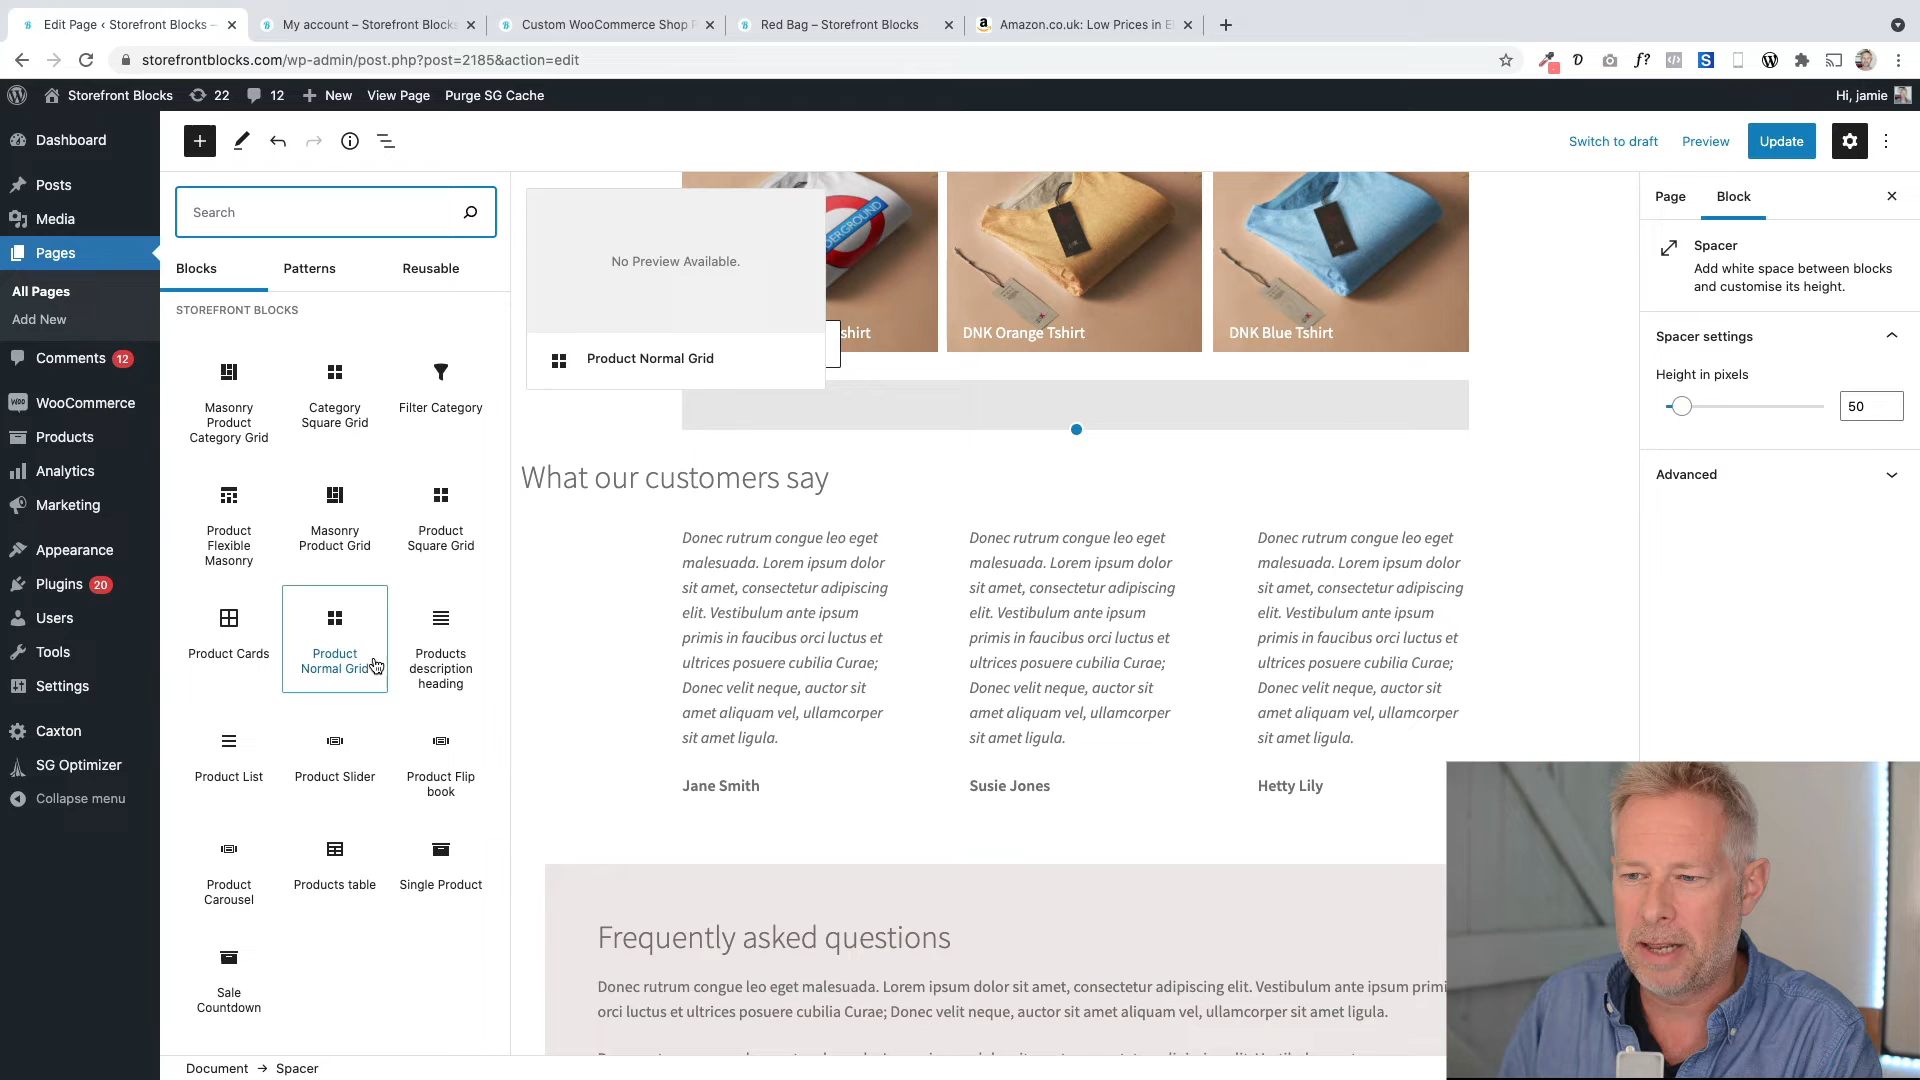 Edit Page ‹ Storefront Blocks –
My account – Storefront Blocks
Custom WooCommerce Shop P
Red Bag – Storefront Blocks
Amazon.co.uk: Low Prices in El
storefrontblocks.com/wp-admin/post.php?post=2185&action=edit
Storefront Blocks
22
12
New
View Page
Purge SG Cache
Hi, jamie
Dashboard
Posts
Media
Pages
All Pages
Add New
Comments 12
WooCommerce
Products
Analytics
Marketing
Appearance
Plugins 20
Users
Tools
Settings
Caxton
SG Optimizer
Collapse menu
Switch to draft
Preview
Update
Search
Blocks
Patterns
Reusable
STOREFRONT BLOCKS
Masonry
Product
Category Grid
Category
Square Grid
Filter Category
Product
Flexible
Masonry
Masonry
Product Grid
Product
Square Grid
Product Cards
Product
Normal Grid
Products
description
heading
Product List
Product Slider
Product Flip
book
Product
Carousel
Products table
Single Product
Sale
Countdown
No Preview Available.
Product Normal Grid
DERGROUND
shirt
DNK Orange Tshirt
DNK Blue Tshirt
What our customers say
Donec rutrum congue leo eget
malesuada. Lorem ipsum dolor
sit amet, consectetur adipiscing
elit. Vestibulum ante ipsum
primis in faucibus orci luctus et
ultrices posuere cubilia Curae;
Donec velit neque, auctor sit
amet aliquam vel, ullamcorper
sit amet ligula.
Jane Smith
Donec rutrum congue leo eget
malesuada. Lorem ipsum dolor
sit amet, consectetur adipiscing
elit. Vestibulum ante ipsum
primis in faucibus orci luctus et
ultrices posuere cubilia Curae;
Donec velit neque, auctor sit
amet aliquam vel, ullamcorper
sit amet ligula.
Susie Jones
Donec rutrum congue leo eget
malesuada. Lorem ipsum dolor
sit amet, consectetur adipiscing
elit. Vestibulum ante ipsum
primis in faucibus orci luctus et
ultrices posuere cubilia Curae;
Donec velit neque, auctor sit
amet aliquam vel, ullamcorper
sit amet ligula.
Hetty Lily
Frequently asked questions
Donec rutrum congue leo eget malesuada. Lorem ipsum dolor sit amet, consectetur adipiscing elit. Vestibulum ante ipsum primi
orci luctus et ultrices posuere cubilia Curae; Donec velit neque, auctor sit amet aliquam vel, ullamcorper sit amet ligula.
Page
Block
Spacer
Add white space between blocks
and customise its height.
Spacer settings
Height in pixels
50
Advanced
Document → Spacer